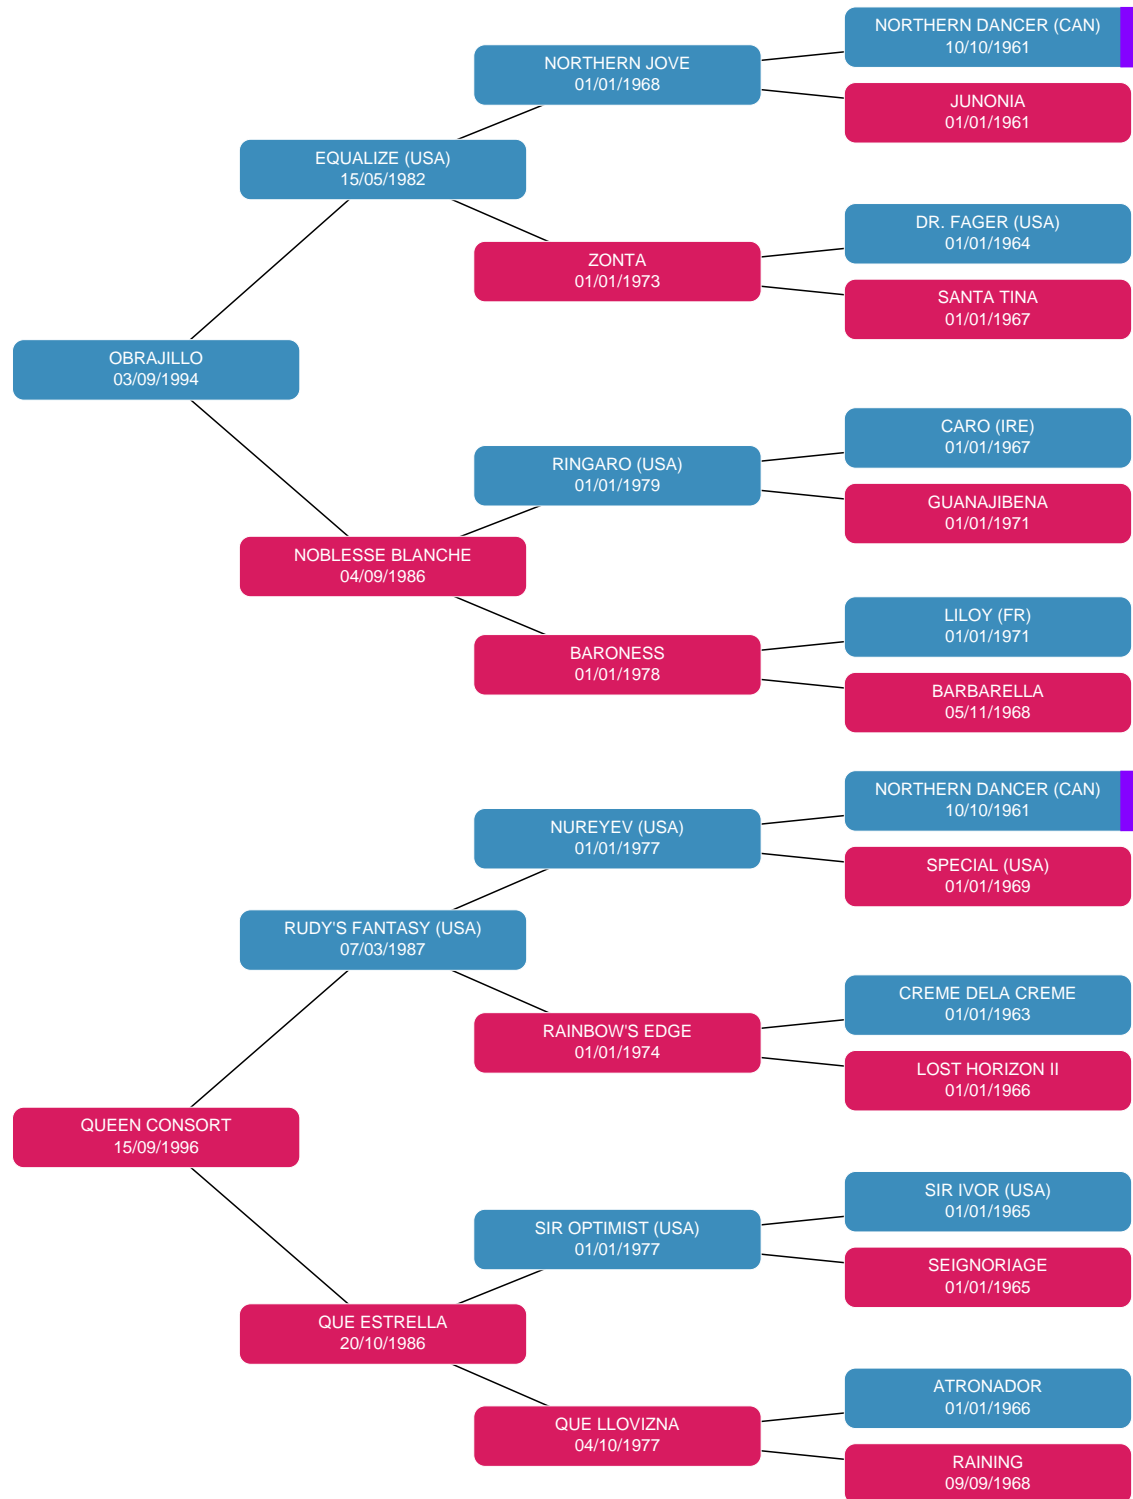 NORTHERN DANCER (CAN)
10/10/1961
NORTHERN JOVE
01/01/1968
JUNONIA
01/01/1961
EQUALIZE (USA)
15/05/1982
DR. FAGER (USA)
01/01/1964
ZONTA
01/01/1973
SANTA TINA
01/01/1967
OBRAJILLO
03/09/1994
CARO (IRE)
01/01/1967
RINGARO (USA)
01/01/1979
GUANAJIBENA
01/01/1971
NOBLESSE BLANCHE
04/09/1986
LILOY (FR)
01/01/1971
BARONESS
01/01/1978
BARBARELLA
05/11/1968
NORTHERN DANCER (CAN)
10/10/1961
NUREYEV (USA)
01/01/1977
SPECIAL (USA)
01/01/1969
RUDY'S FANTASY (USA)
07/03/1987
CREME DELA CREME
01/01/1963
RAINBOW'S EDGE
01/01/1974
LOST HORIZON II
01/01/1966
QUEEN CONSORT
15/09/1996
SIR IVOR (USA)
01/01/1965
SIR OPTIMIST (USA)
01/01/1977
SEIGNORIAGE
01/01/1965
QUE ESTRELLA
20/10/1986
ATRONADOR
01/01/1966
QUE LLOVIZNA
04/10/1977
RAINING
09/09/1968